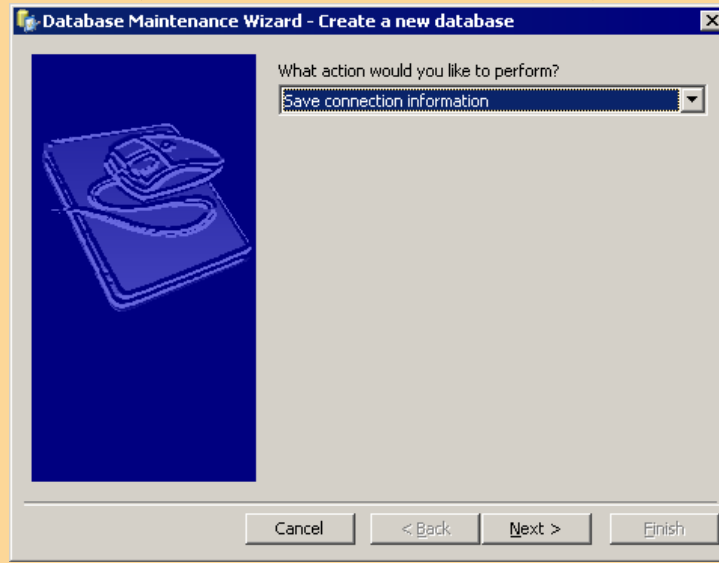 Database Maintenance Wizard - Create a new database
What action would you like to perform?
Save connection information
Cancel
< Back
Next >
Finish